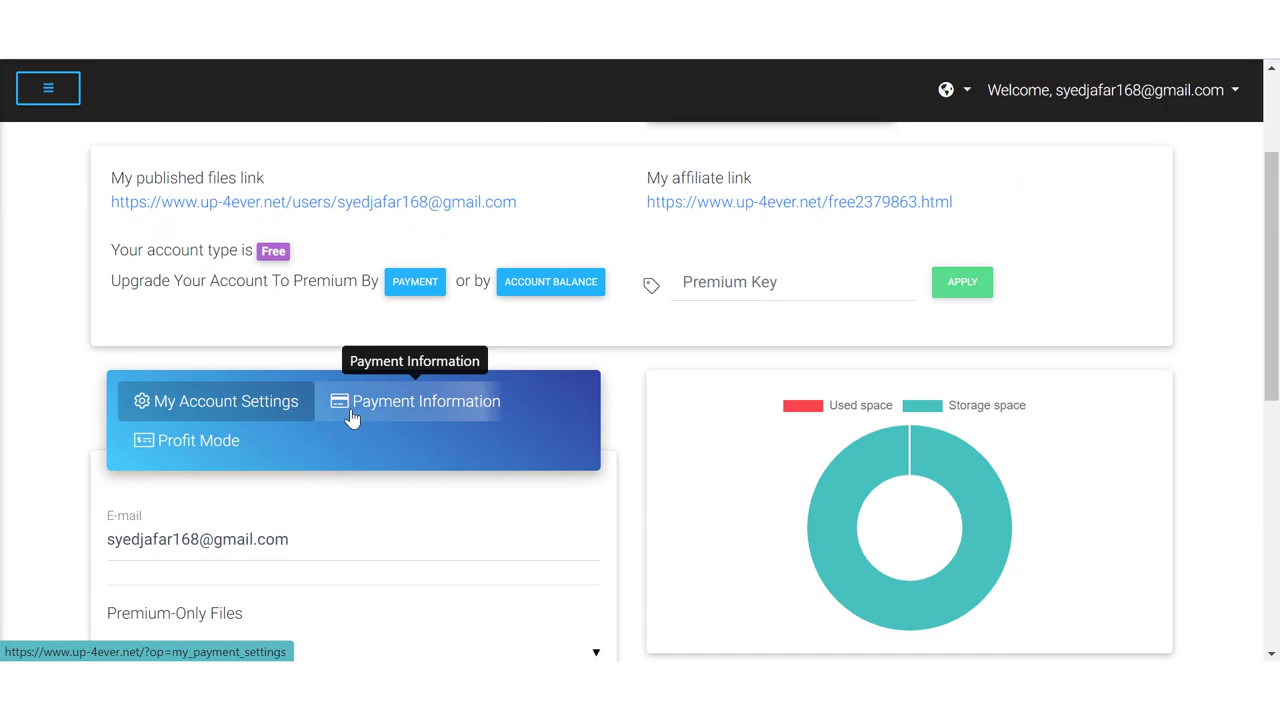 Welcome, syedjafar168@gmail.com
My published files link
https://www.up-4ever.net/users/syedjafar168@gmail.com
My affiliate link
https://www.up-4ever.net/free2379863.html
Your account type is Free
Upgrade Your Account To Premium By PAYMENT or by ACCOUNT BALANCE
Premium Key
APPLY
Payment Information
My Account Settings
Payment Information
Profit Mode
Used space
Storage space
E-mail
syedjafar168@gmail.com
Premium-Only Files
https://www.up-4ever.net/?op=my_payment_settings